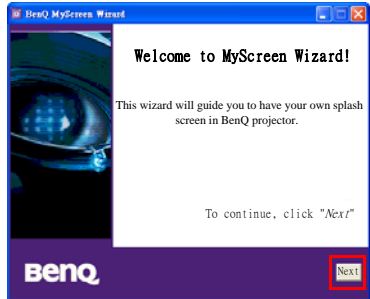 BenQ MyScreen Wizard
Welcome to MyScreen Wizard!
This wizard will guide you to have your own splash
screen in BenQ projector.
To continue, click "Next"
BenQ
Next